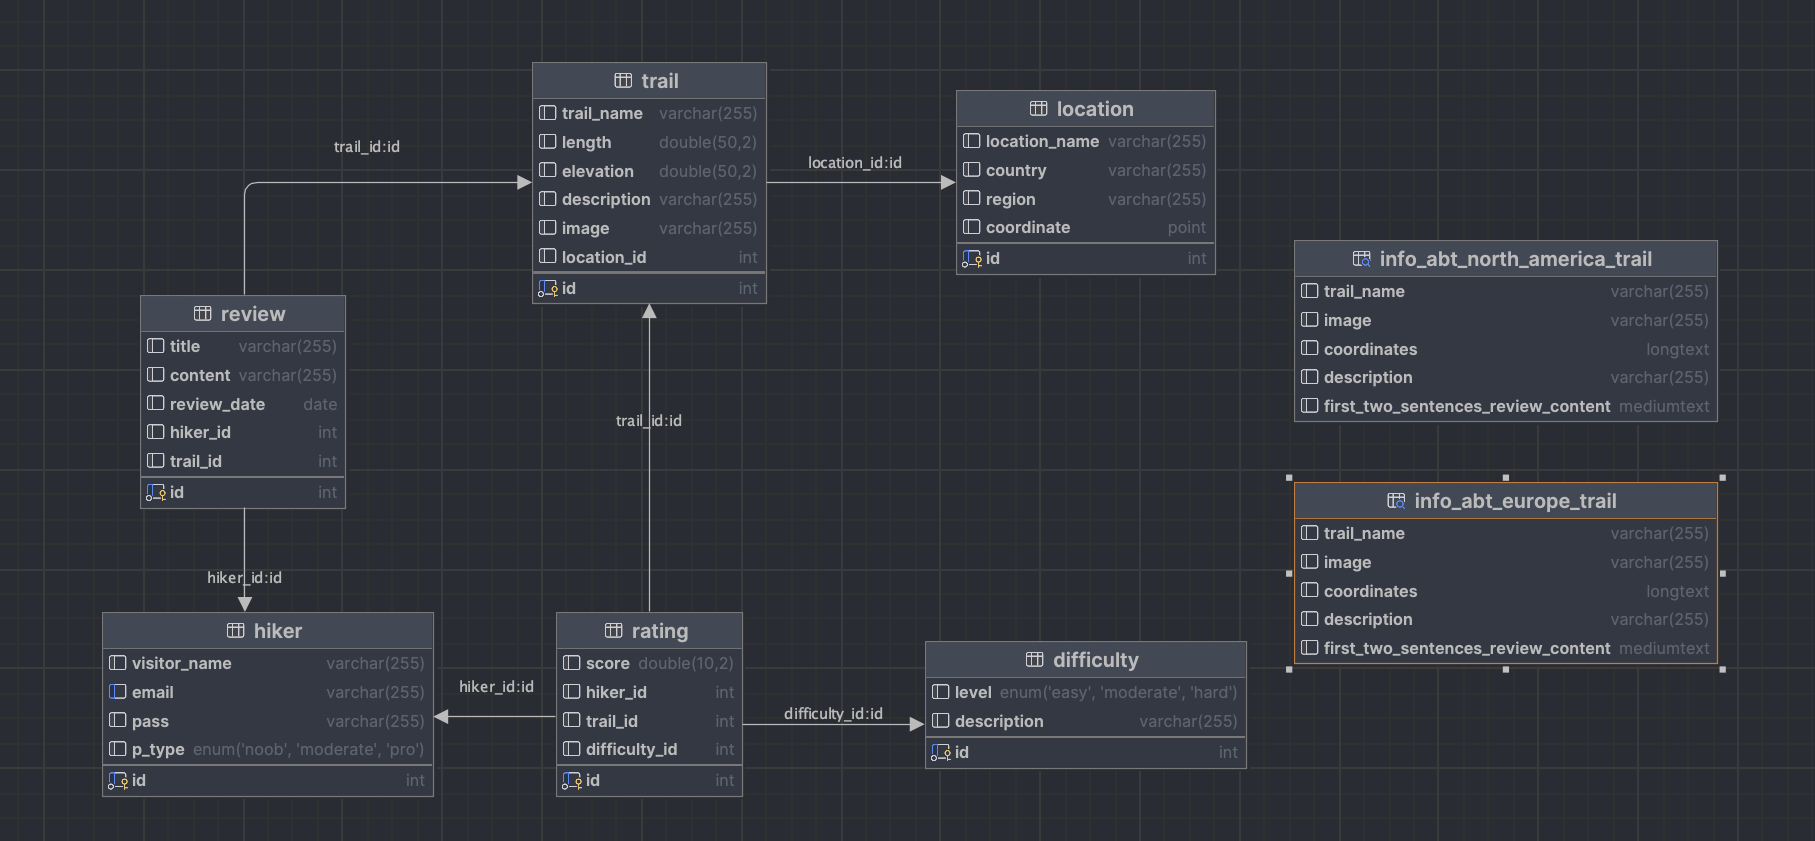 trail
trail_name varchar(255)
length double(50,2)
elevation double(50,2)
description varchar(255)
image varchar(255)
location_id int
id int
location
location_name varchar(255)
country varchar(255)
region varchar(255)
coordinate point
id int
trail_id:id
location_id:id
info_abt_north_america_trail
trail_name varchar(255)
image varchar(255)
coordinates longtext
description varchar(255)
first_two_sentences_review_content mediumtext
review
title varchar(255)
content varchar(255)
review_date date
hiker_id int
trail_id int
id int
trail_id:id
info_abt_europe_trail
trail_name varchar(255)
image varchar(255)
coordinates longtext
description varchar(255)
first_two_sentences_review_content mediumtext
hiker_id:id
hiker
visitor_name varchar(255)
email varchar(255)
pass varchar(255)
p_type enum('noob', 'moderate', 'pro')
id int
hiker_id:id
rating
score double(10,2)
hiker_id int
trail_id int
difficulty_id int
id int
difficulty_id:id
difficulty
level enum('easy', 'moderate', 'hard')
description varchar(255)
id int